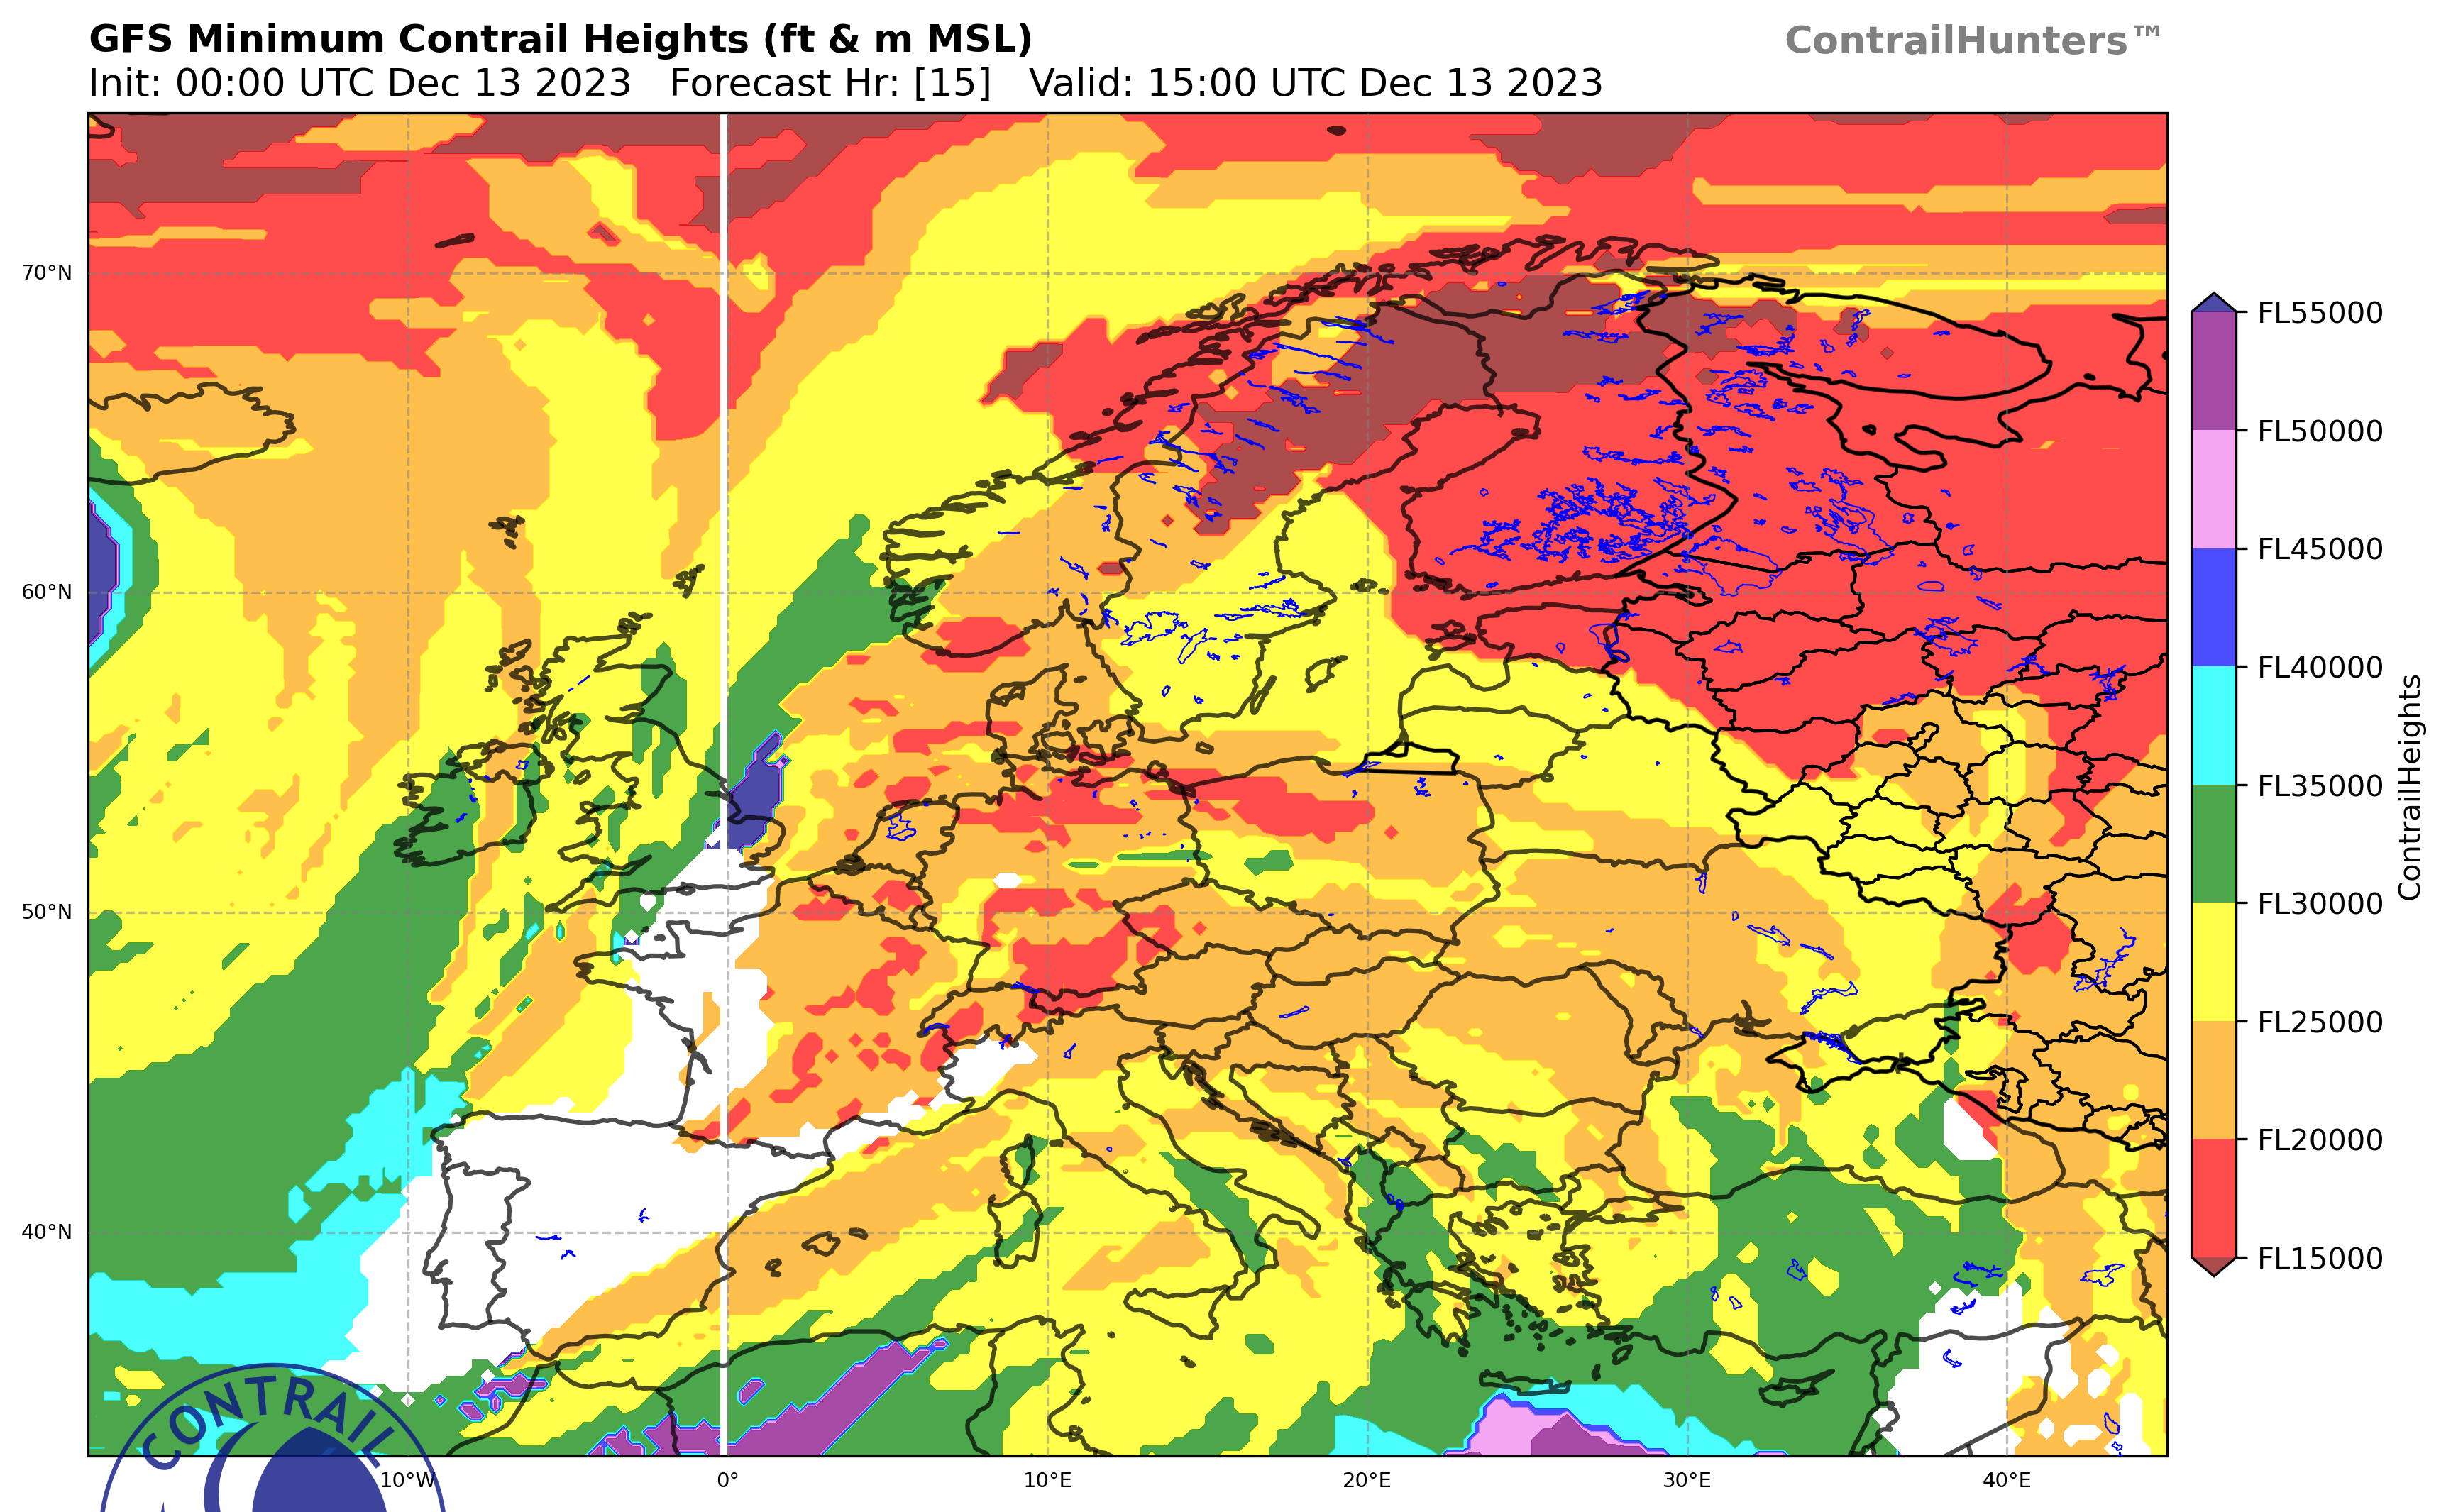 GFS Minimum Contrail Heights (ft & m MSL)
ContrailHunters™
Init: 00:00 UTC Dec 13 2023 Forecast Hr: [15] Valid: 15:00 UTC Dec 13 2023
70°N
60°N
50°N
40°N
10°W
0°
10°E
20°E
30°E
40°E
FL55000
FL50000
FL45000
FL40000
FL35000
FL30000
FL25000
FL20000
FL15000
ContrailHeights
CONTRAIL